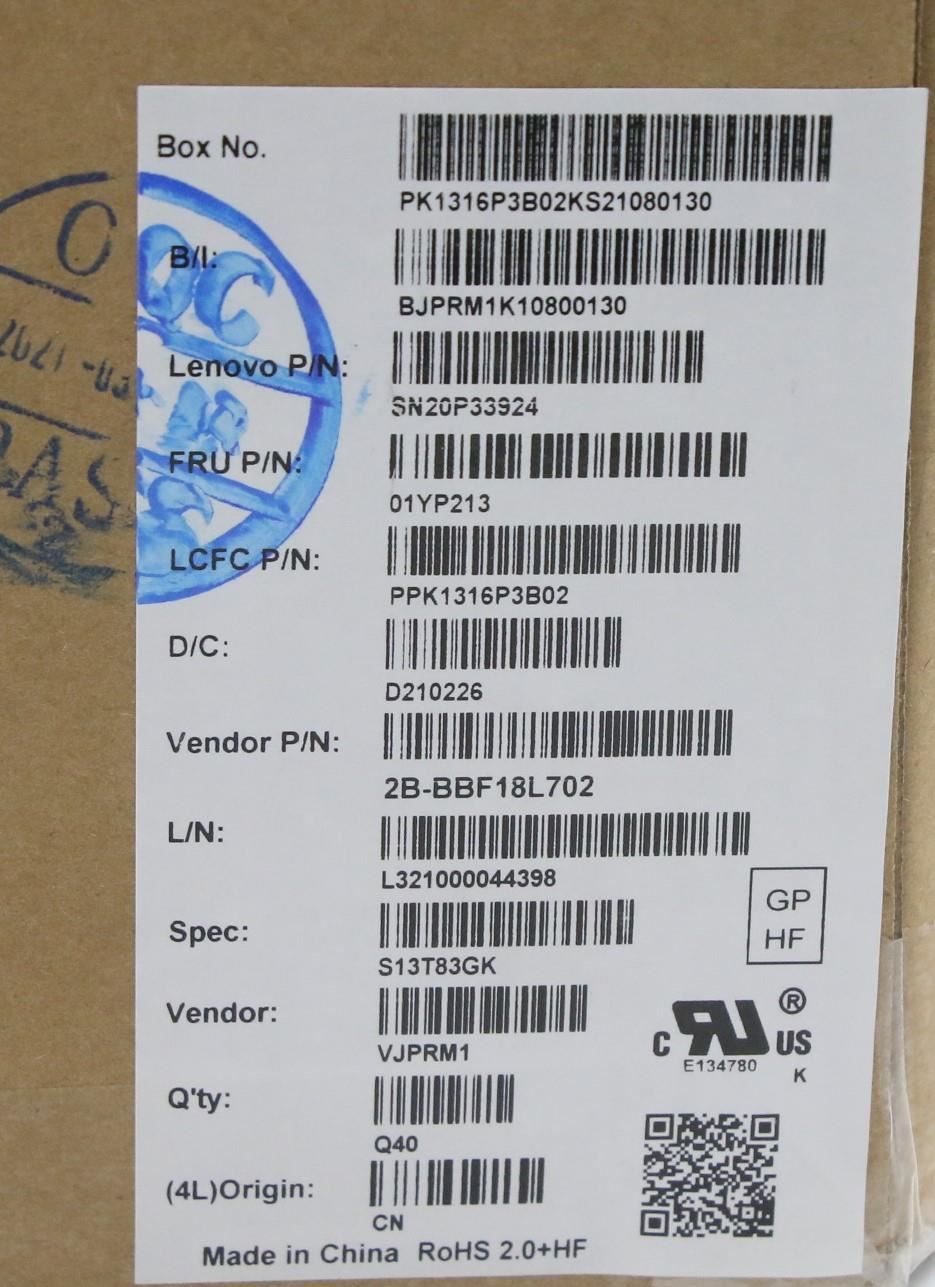 Box No.
PK1316P3B02KS21080130
B/I:
BJPRM1K10800130
Lenovo P/N:
SN20P33924
FRU P/N:
01YP213
LCFC P/N:
PPK1316P3B02
D/C:
D210226
Vendor P/N:
2B-BBF18L702
L/N:
L321000044398
Spec:
S13T83GK
GP
HF
Vendor:
VJPRM1
C US ®
E134780
K
Q'ty:
Q40
(4L)Origin:
CN
Made in China RoHS 2.0+HF